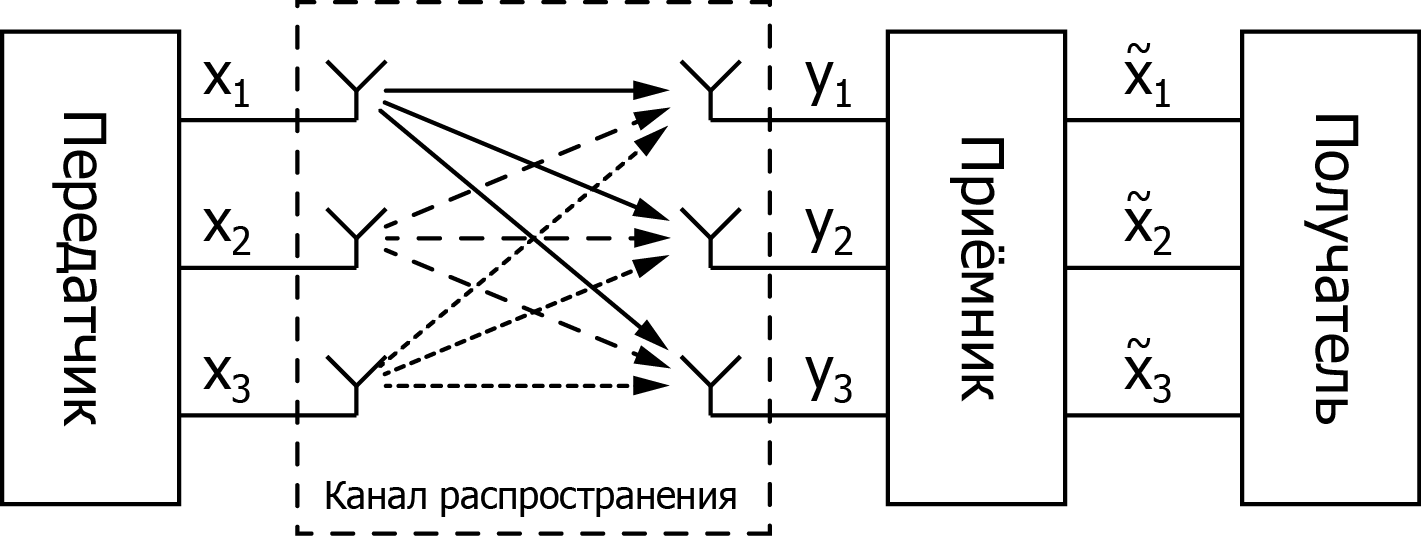 Передатчик
x1
x2
x3
Канал распространения
y1
y2
y3
Приёмник
x̃1
x̃2
x̃3
Получатель